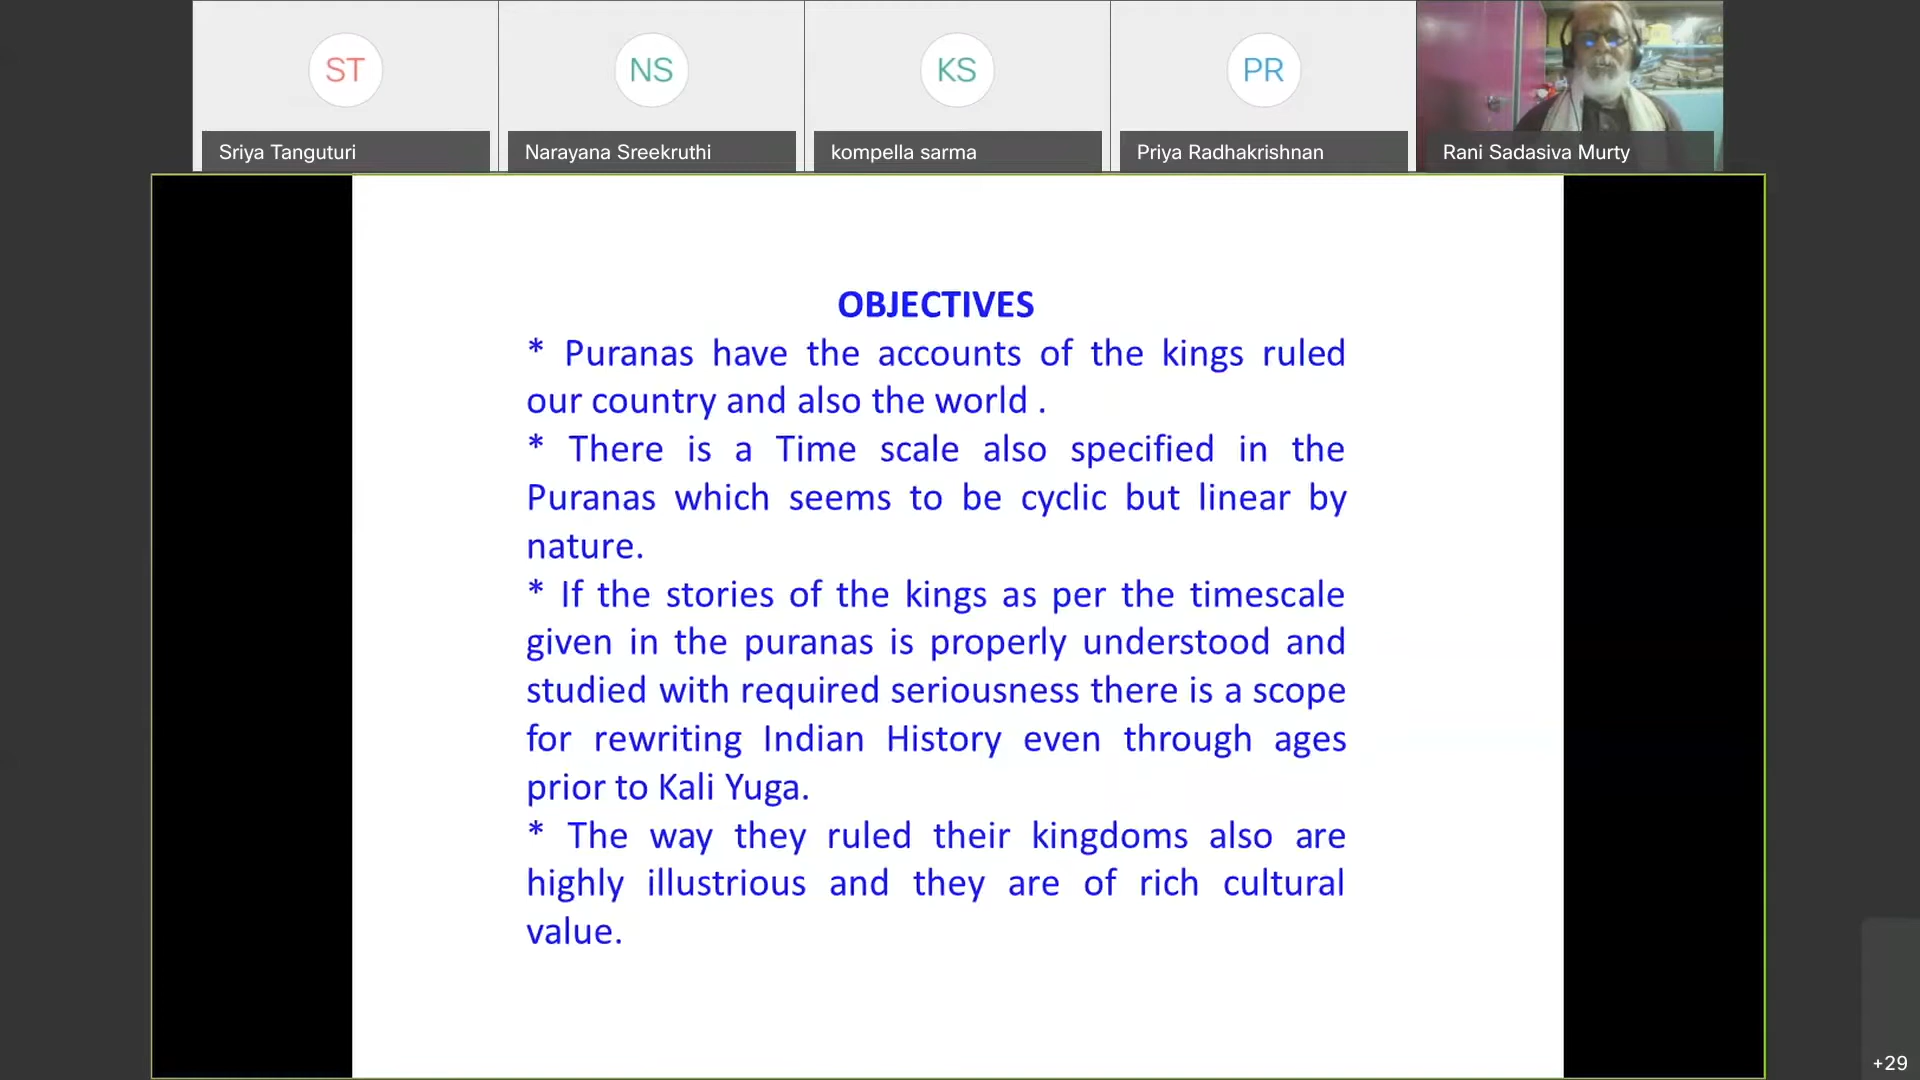 ST
NS
KS
PR
Sriya Tanguturi
Narayana Sreekruthi
kompella sarma
Priya Radhakrishnan
Rani Sadasiva Murty
OBJECTIVES
* Puranas have the accounts of the kings ruled
our country and also the world .
* There is a Time scale also specified in the
Puranas which seems to be cyclic but linear by
nature.
* If the stories of the kings as per the timescale
given in the puranas is properly understood and
studied with required seriousness there is a scope
for rewriting Indian History even through ages
prior to Kali Yuga.
* The way they ruled their kingdoms also are
highly illustrious and they are of rich cultural
value.
+29